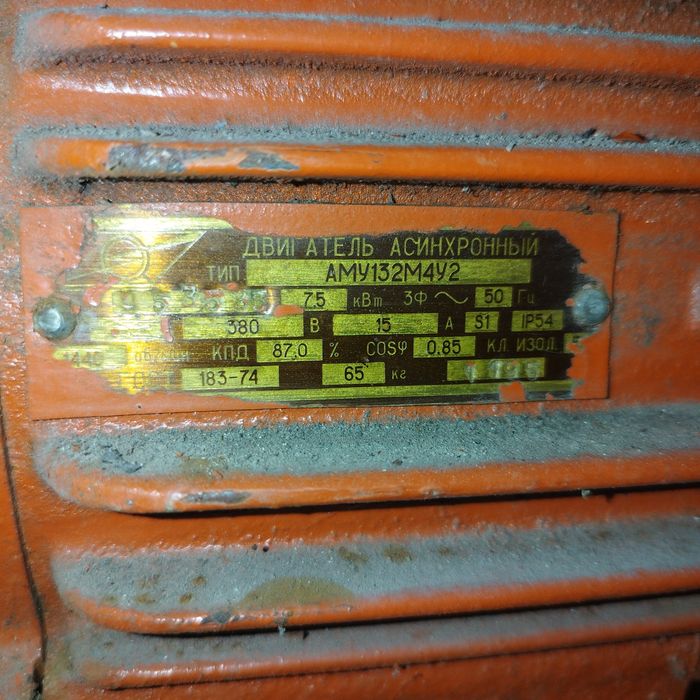 ДВИГАТЕЛЬ АСИНХРОННЫЙ
ТИП АМУ132М4У2
7,5 кВт 3Ф ~ 50 Гц
380 В 15 А S1 IP54
1440 КПД 87,0 % COSφ 0,85 КЛ. ИЗОЛ.
183-74 65 кг